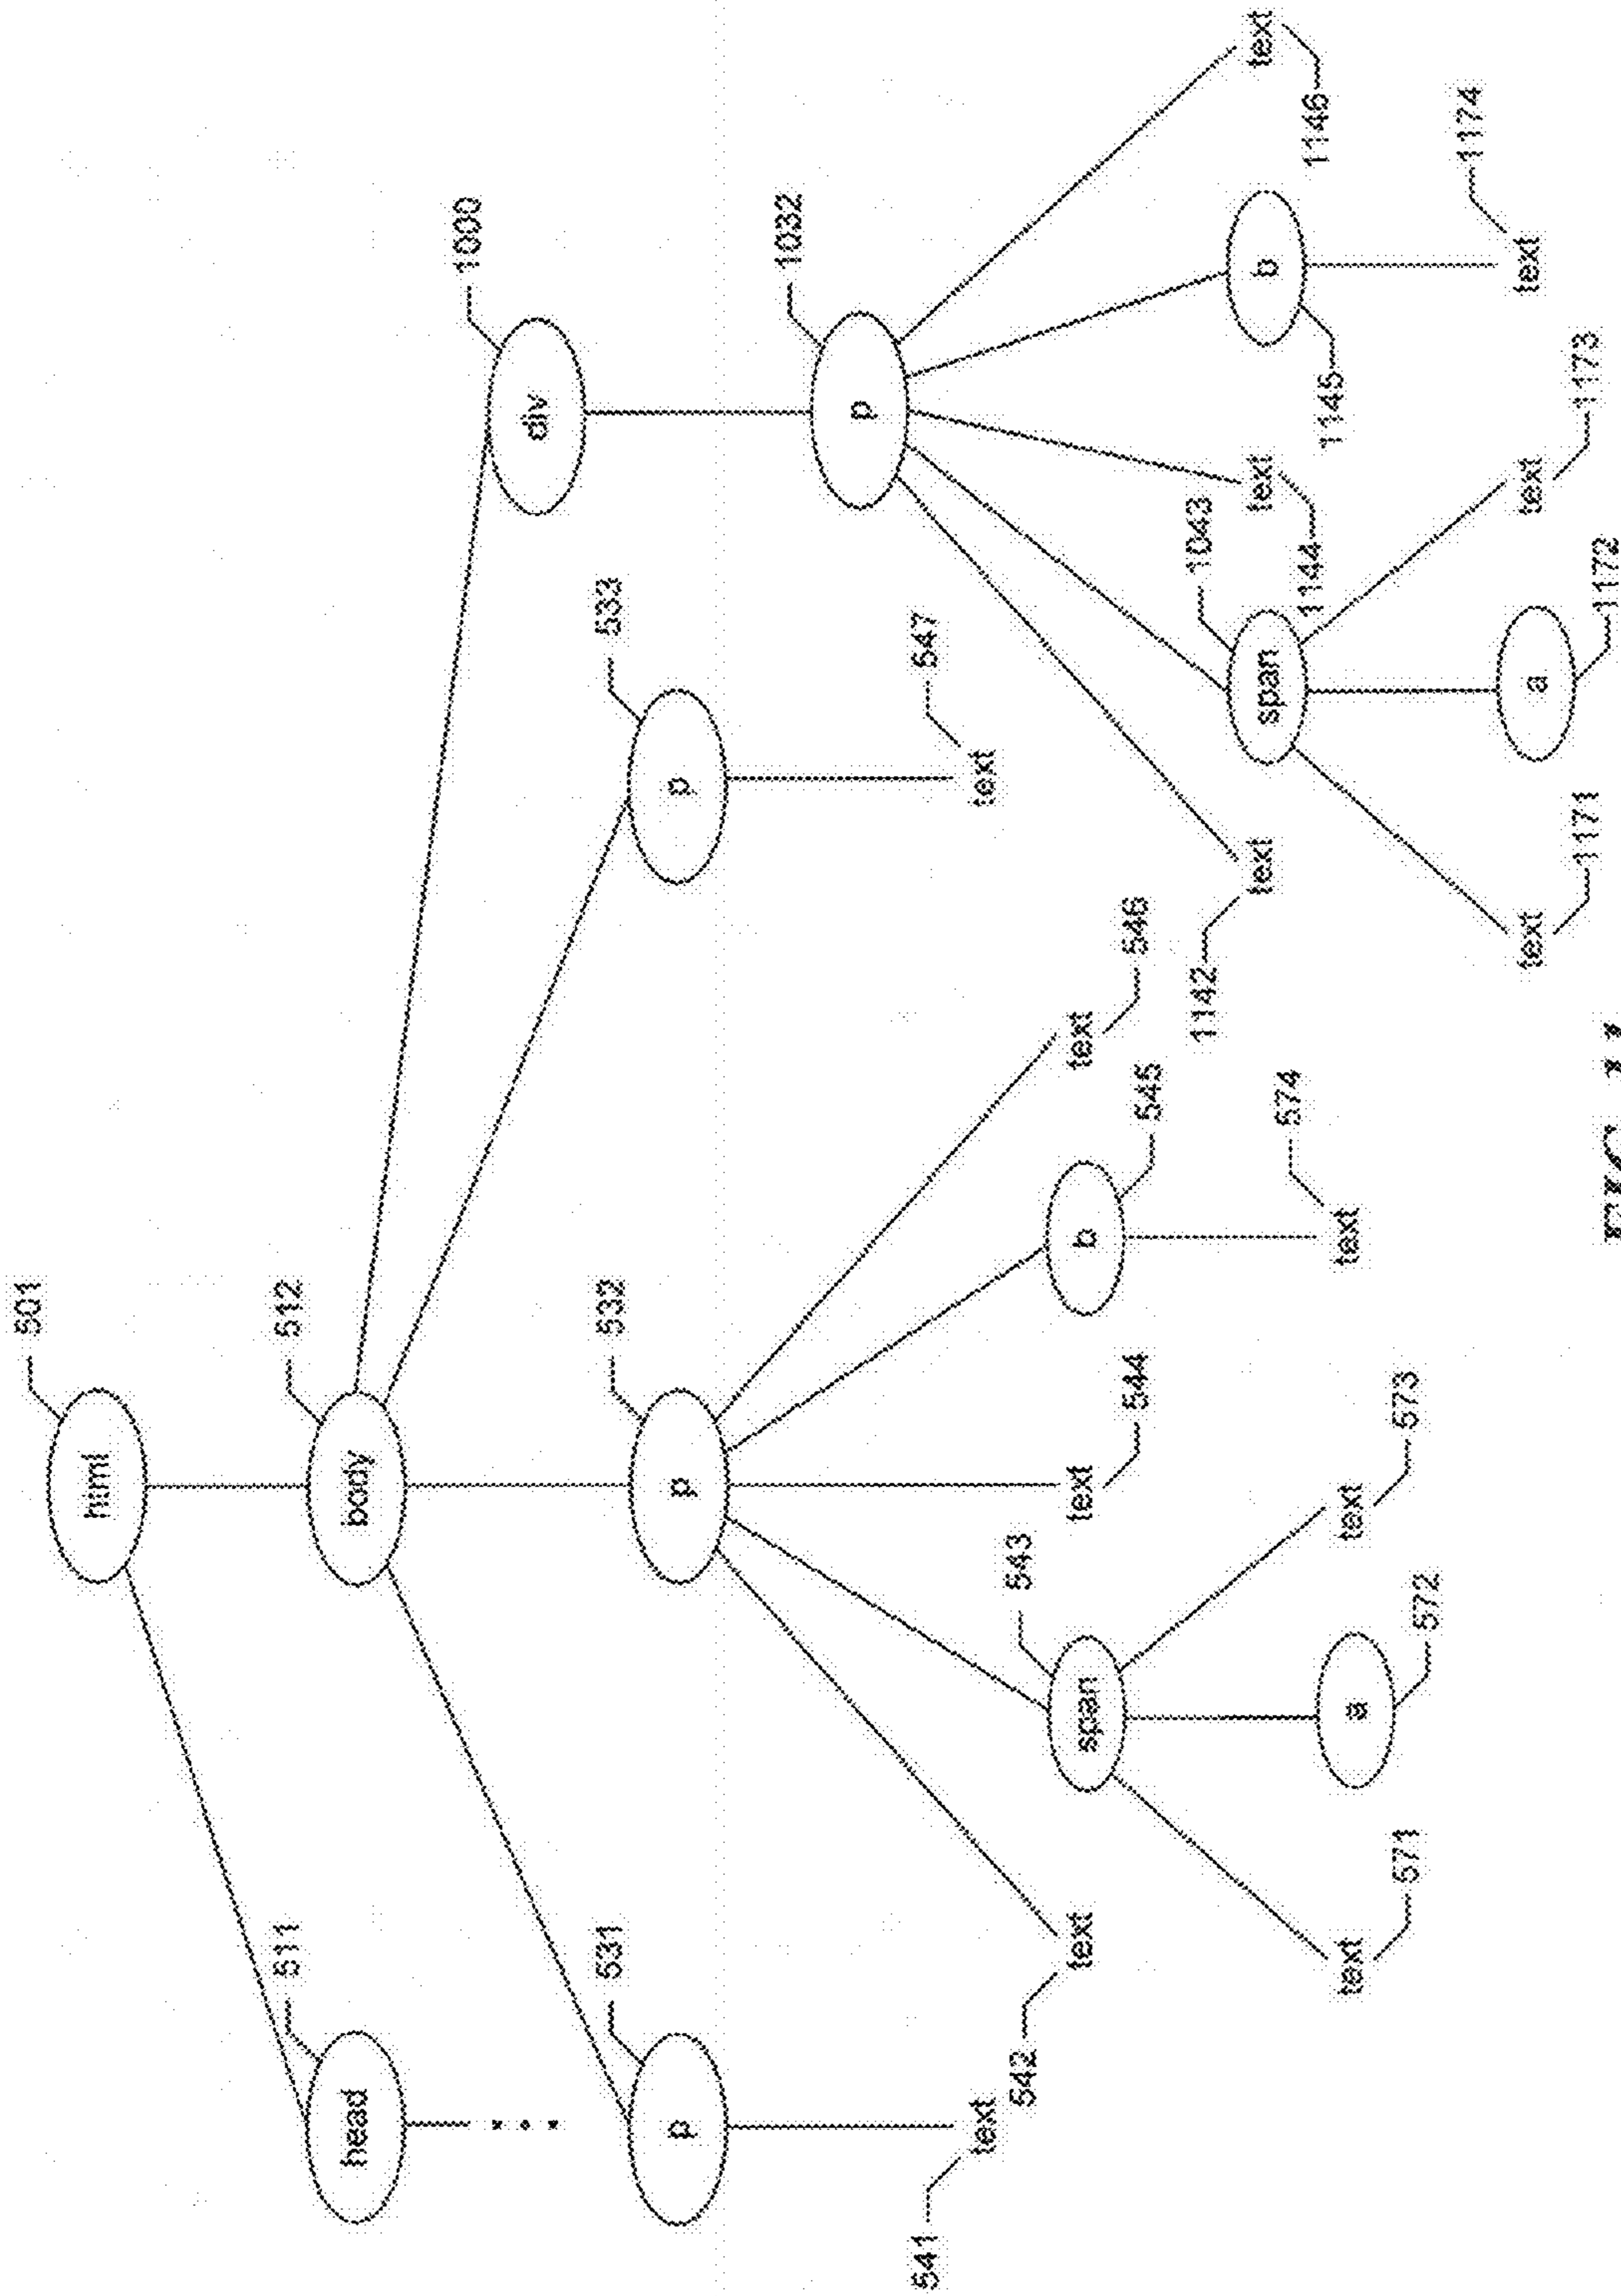 html
501
head
511
body
512
div
1000
p
531
p
532
p
533
p
1032
text
541
text
542
span
543
text
544
b
545
text
546
text
547
text
1142
span
1043
text
1144
b
1145
text
1146
text
571
a
572
text
573
text
574
text
1171
a
1172
text
1173
text
1174
FIG. 11